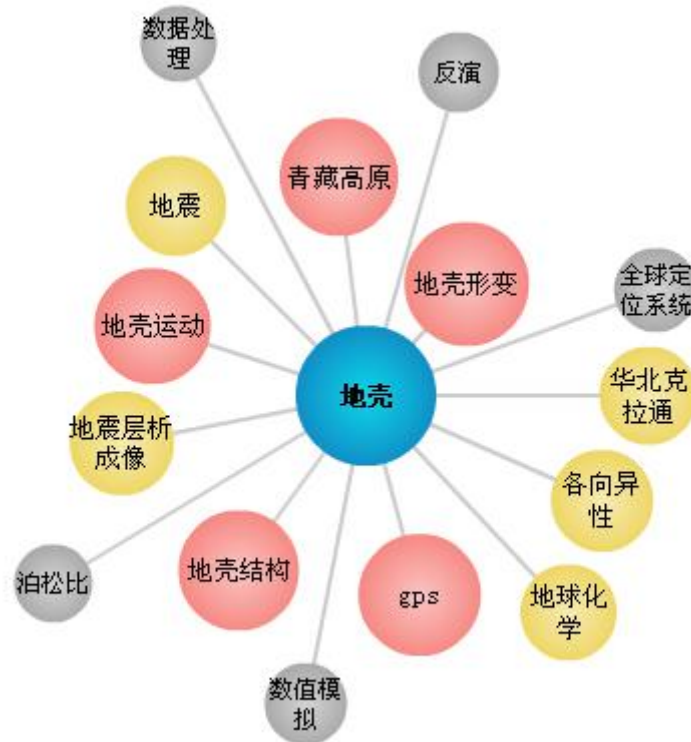 数据处
理
反演
青藏高原
地震
地壳形变
全球定
位系统
地壳运动
地壳
华北克
拉通
地震层析
成像
各向异
性
泊松比
地壳结构
gps
地球化
学
数值模
拟